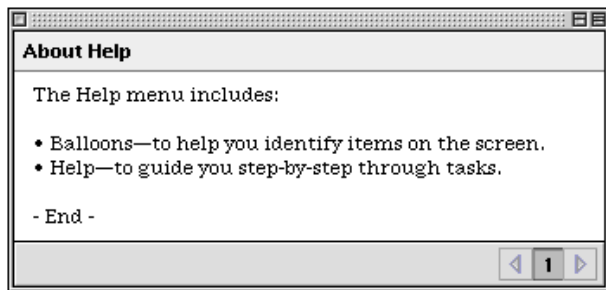 About Help
The Help menu includes:
• Balloons—to help you identify items on the screen.
• Help—to guide you step-by-step through tasks.
- End -
1